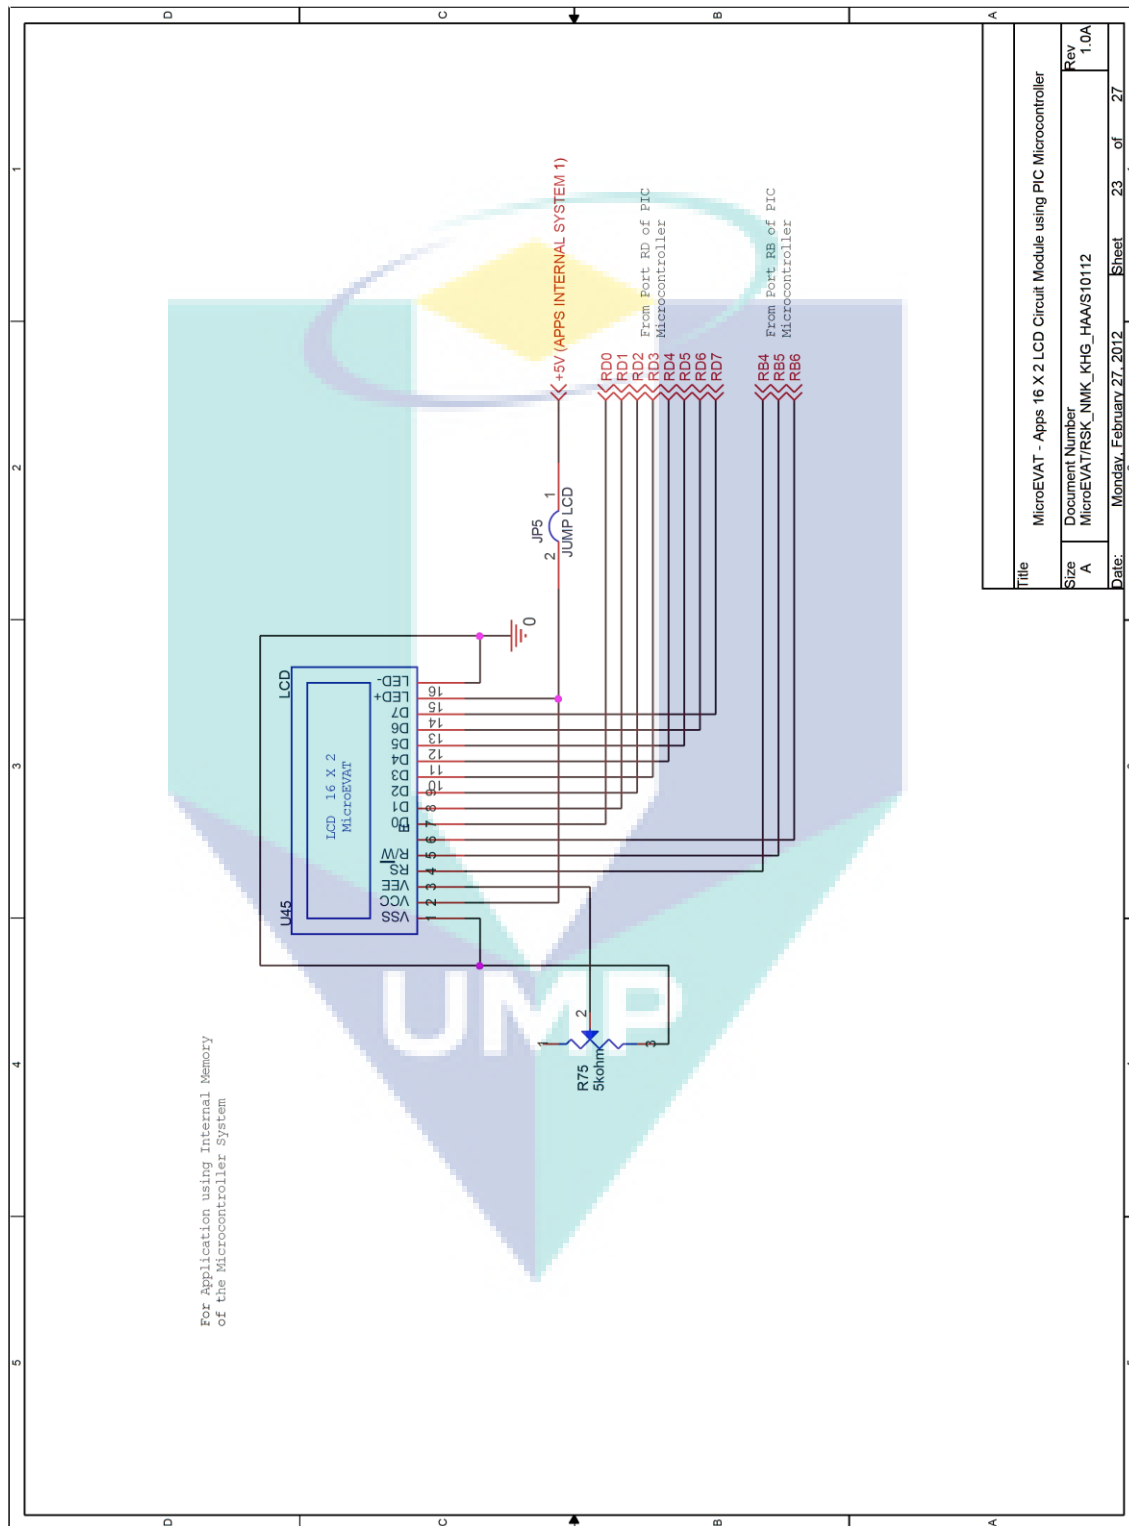 5
4
3
2
1
D
C
B
A
For Application using Internal Memory
of the Microcontroller System
U45
LCD
LCD 16 X 2
MicroEVAT
VSS
VCC
VEE
RS
R/W
E
D0
D1
D2
D3
D4
D5
D6
D7
LED+
LED-
1
2
3
4
5
6
7
8
9
10
11
12
13
14
15
16
0
R75
5kohm
1
2
3
JP5
2
1
JUMP LCD
+5V (APPS INTERNAL SYSTEM 1)
RD0
RD1
RD2
RD3
RD4
RD5
RD6
RD7
From Port RD of PIC
Microcontroller
RB4
RB5
RB6
From Port RB of PIC
Microcontroller
UMP
D
C
B
A
Title
MicroEVAT - Apps 16 X 2 LCD Circuit Module using PIC Microcontroller
Size
A
Document Number
MicroEVAT/RSK_NMK_KHG_HAA/S10112
Rev
1.0A
Date: Monday, February 27, 2012 Sheet 23 of 27